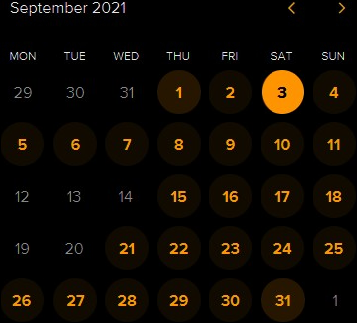 September 2021 < >
MON TUE WED THU FRI SAT SUN
29 30 31 1 2 3 4
5 6 7 8 9 10 11
12 13 14 15 16 17 18
19 20 21 22 23 24 25
26 27 28 29 30 31 1